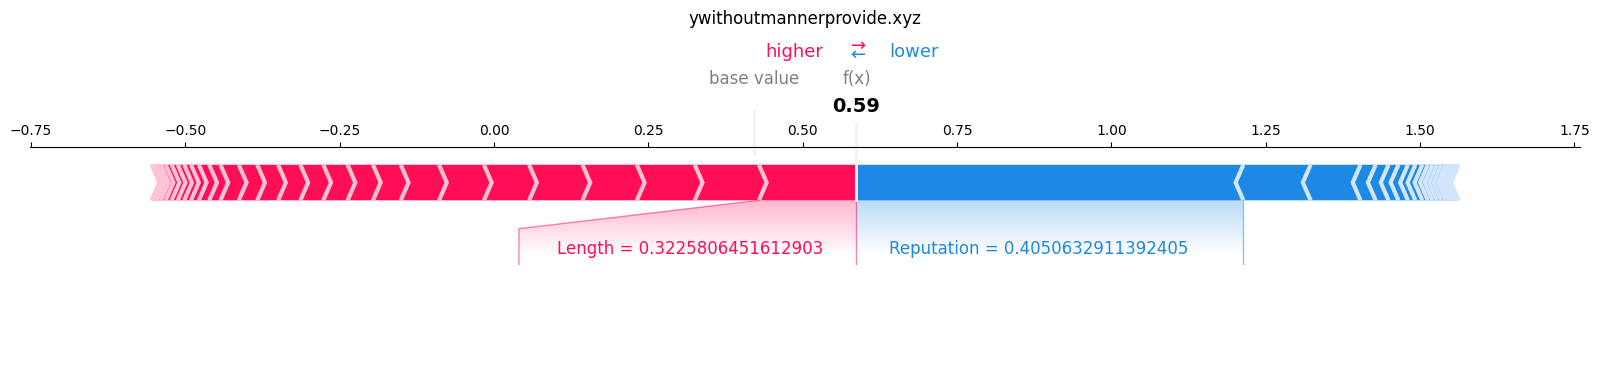 ywithoutmannerprovide.xyz
higher ⇄ lower
base value f(x)
0.59
−0.75 −0.50 −0.25 0.00 0.25 0.50 0.75 1.00 1.25 1.50 1.75
Length = 0.3225806451612903 Reputation = 0.4050632911392405